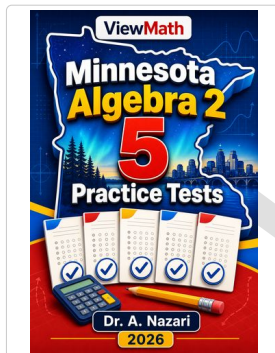 ViewMath
Minnesota
Algebra 2
5
Practice Tests
Dr. A. Nazari
2026